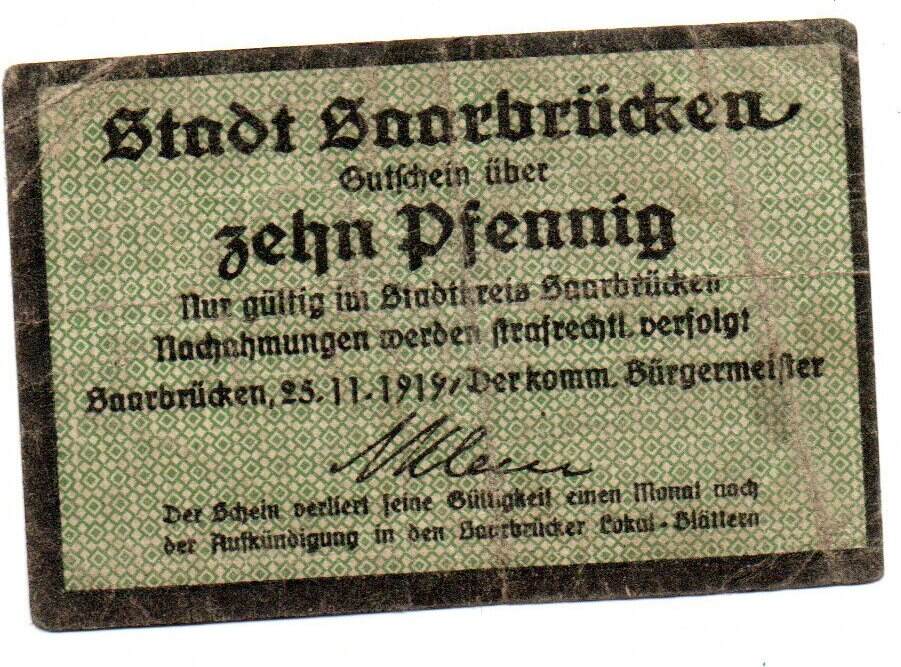 Stadt Saarbrücken
Gutschein über
zehn Pfennig
Nur gültig im Stadtkreis Saarbrücken
Nachahmungen werden strafrechtl. verfolgt
Saarbrücken, 25. 11. 1919, Der komm. Bürgermeister
Der Schein verliert seine Gültigkeit einen Monat nach
der Aufkündigung in den Saarbrücker Lokal-Blättern